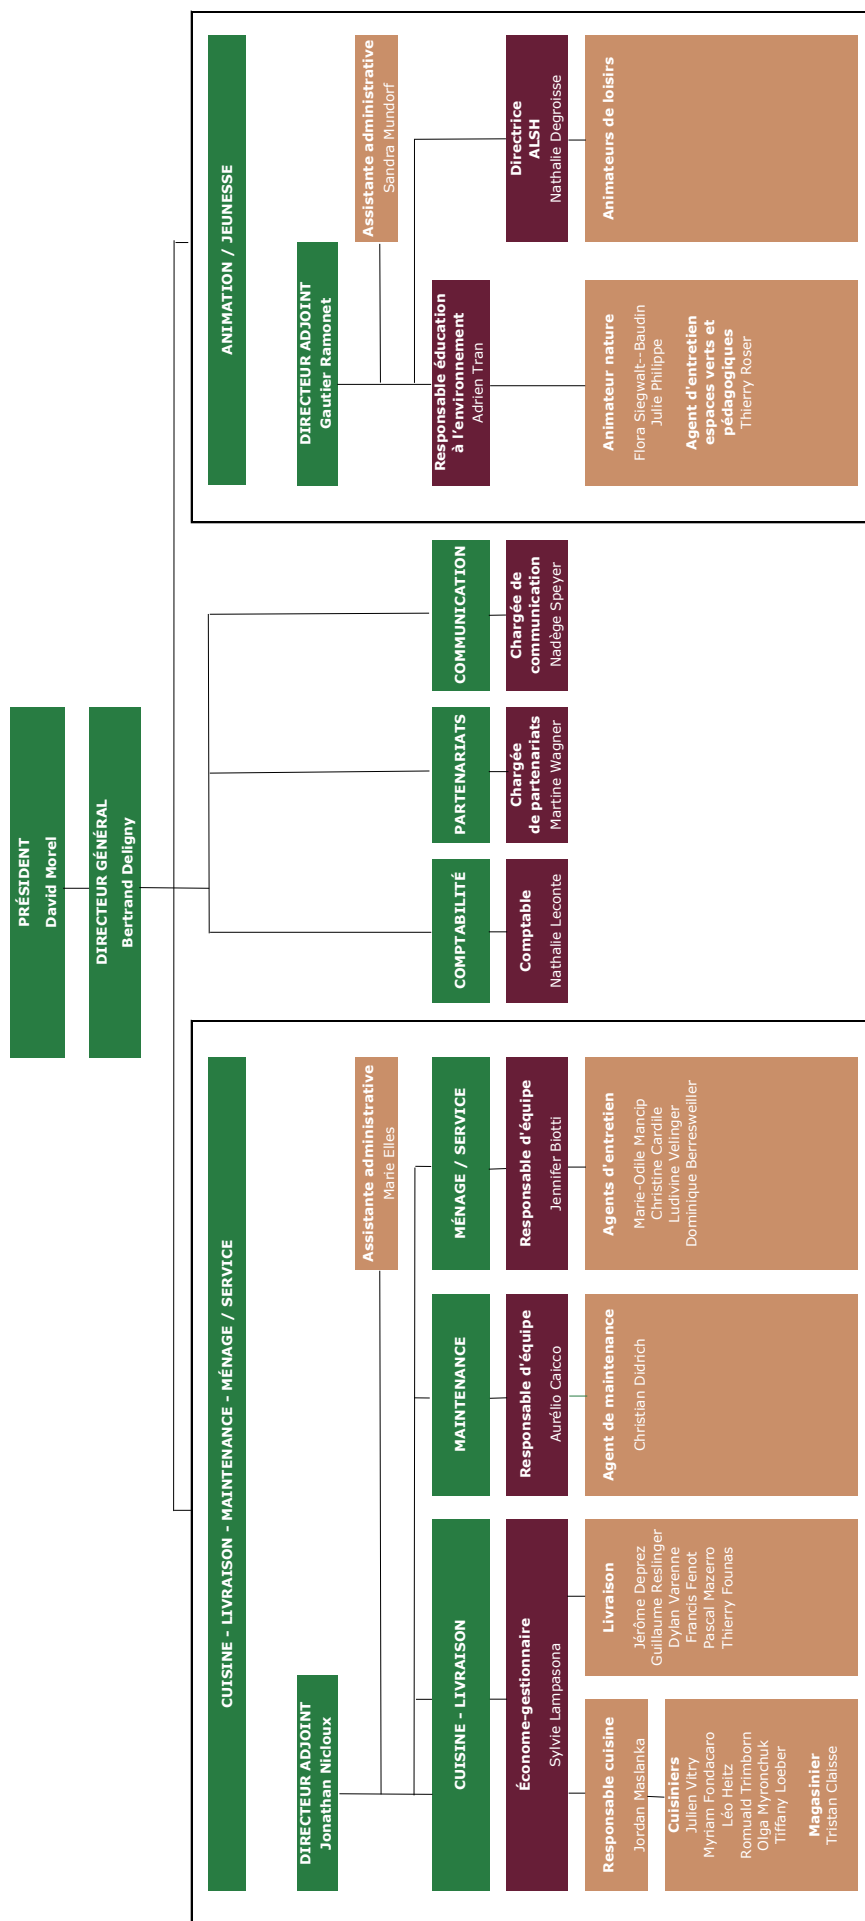 PRÉSIDENT
David Morel
DIRECTEUR GÉNÉRAL
Bertrand Deligny
CUISINE - LIVRAISON - MAINTENANCE - MÉNAGE / SERVICE
DIRECTEUR ADJOINT
Jonathan Nicloux
Assistante administrative
Marie Elles
CUISINE - LIVRAISON
Économe-gestionnaire
Sylvie Lampasona
Responsable cuisine
Jordan Maslanka
Cuisiniers
Julien Vitry
Myriam Fondacaro
Léo Heitz
Romuald Trimborn
Olga Myronchuk
Tiffany Loeber
Magasinier
Tristan Claisse
Livraison
Jérôme Deprez
Guillaume Reslinger
Dylan Varenne
Francis Fenot
Pascal Mazerro
Thierry Founas
MAINTENANCE
Responsable d'équipe
Aurélio Caicco
Agent de maintenance
Christian Didrich
MÉNAGE / SERVICE
Responsable d'équipe
Jennifer Biotti
Agents d'entretien
Marie-Odile Mancip
Christine Cardile
Ludivine Velinger
Dominique Berresweiller
COMPTABILITÉ
Comptable
Nathalie Leconte
PARTENARIATS
Chargée
de partenariats
Martine Wagner
COMMUNICATION
Chargée de
communication
Nadège Speyer
ANIMATION / JEUNESSE
DIRECTEUR ADJOINT
Gautier Ramonet
Assistante administrative
Sandra Mundorf
Responsable éducation
à l'environnement
Adrien Tran
Animateur nature
Flora Siegwalt--Baudin
Julie Philippe
Agent d'entretien
espaces verts et
pédagogiques
Thierry Roser
Directrice
ALSH
Nathalie Degroisse
Animateurs de loisirs